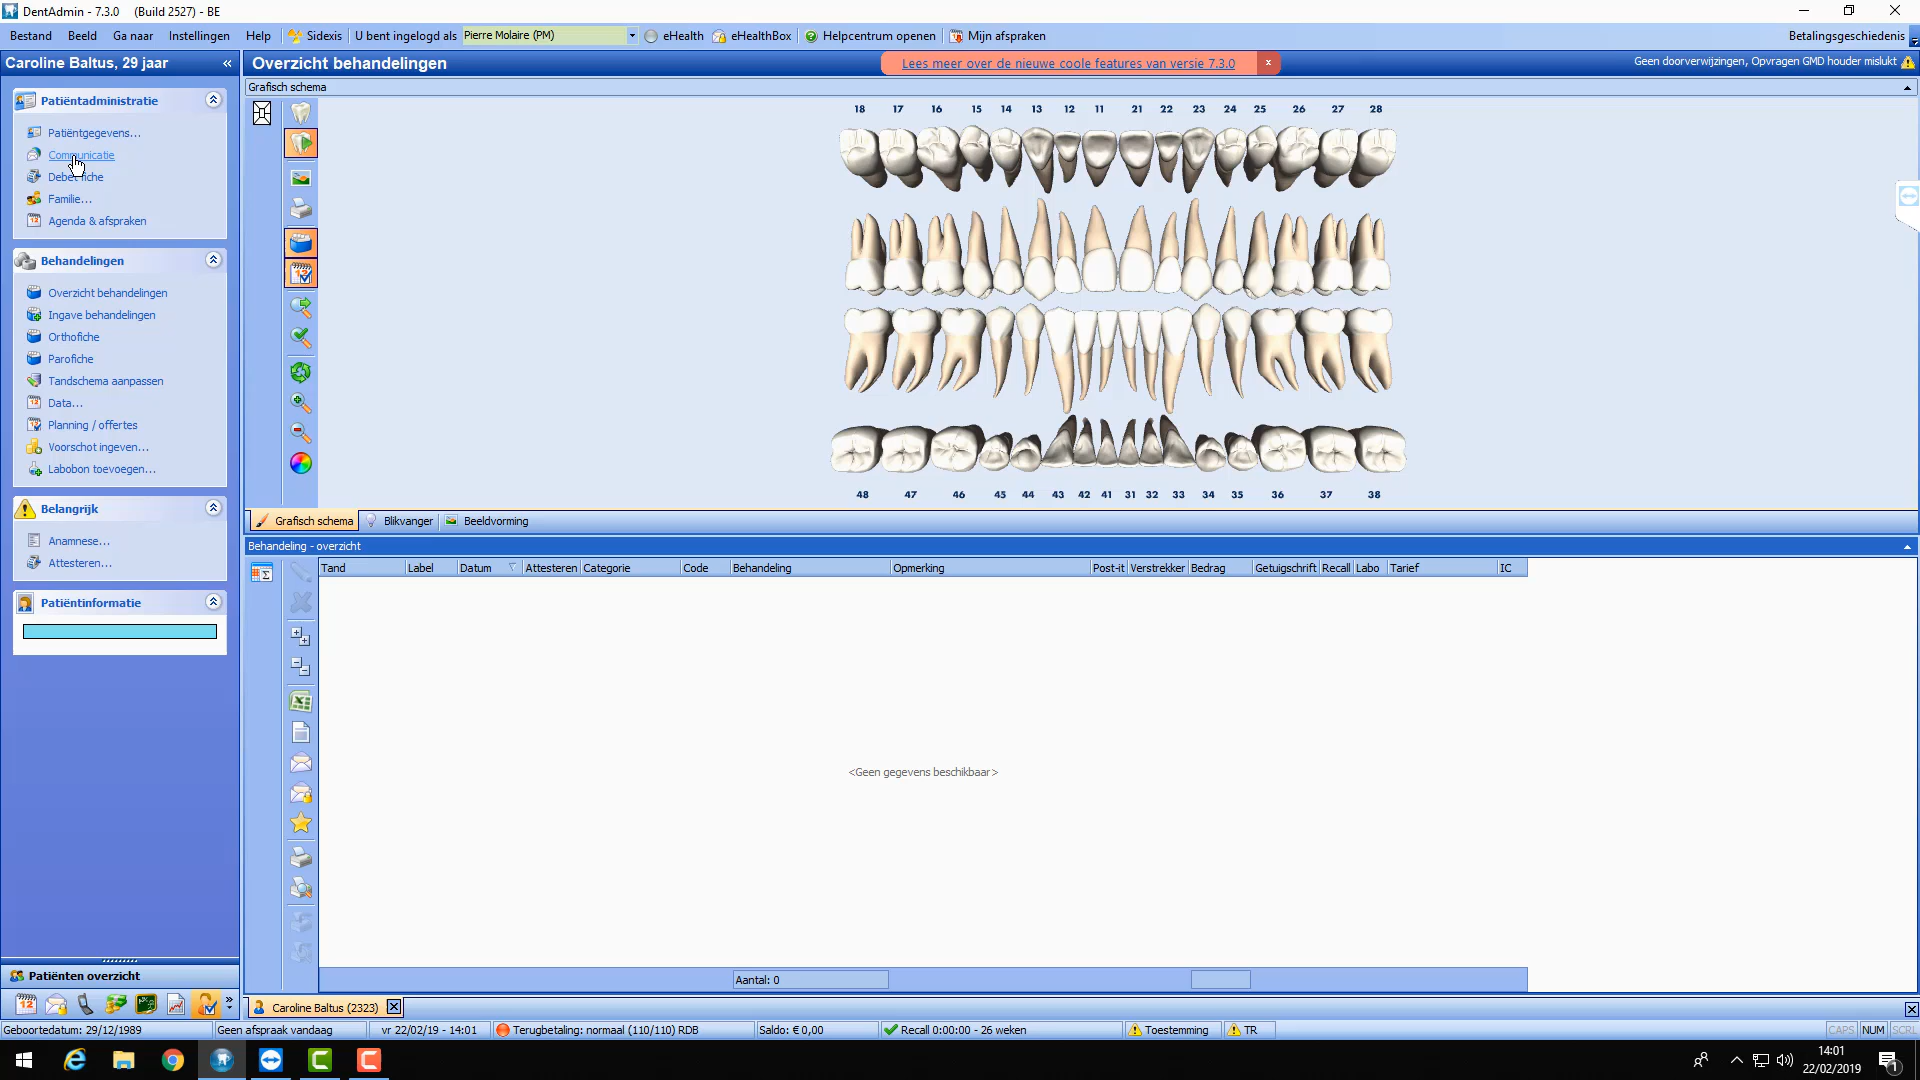 DentAdmin - 7.3.0 (Build 2527) - BE
Bestand Beeld Ga naar Instellingen Help Sidexis U bent ingelogd als Pierre Molaire (PM) eHealth eHealthBox Helpcentrum openen Mijn afspraken Betalingsgeschiedenis
Caroline Baltus, 29 jaar «
Overzicht behandelingen
Lees meer over de nieuwe coole features van versie 7.3.0 x
Geen doorverwijzingen, Opvragen GMD houder mislukt
Grafisch schema
Patiëntadministratie
Patiëntgegevens...
Communicatie
Debetfiche
Familie...
Agenda & afspraken
Behandelingen
Overzicht behandelingen
Ingave behandelingen
Orthofiche
Parofiche
Tandschema aanpassen
Data...
Planning / offertes
Voorschot ingeven...
Labobon toevoegen...
Belangrijk
Anamnese...
Attesteren...
Patiëntinformatie
18 17 16 15 14 13 12 11 21 22 23 24 25 26 27 28
48 47 46 45 44 43 42 41 31 32 33 34 35 36 37 38
Grafisch schema Blikvanger Beeldvorming
Behandeling - overzicht
Tand Label Datum Attesteren Categorie Code Behandeling Opmerking Post-it Verstrekker Bedrag Getuigschrift Recall Labo Tarief IC
<Geen gegevens beschikbaar>
Aantal: 0
Patiënten overzicht
Caroline Baltus (2323)
Geboortedatum: 29/12/1989 Geen afspraak vandaag vr 22/02/19 - 14:01 Terugbetaling: normaal (110/110) RDB Saldo: € 0,00 Recall 0:00:00 - 26 weken Toestemming TR CAPS NUM SCRL
14:01
22/02/2019
1